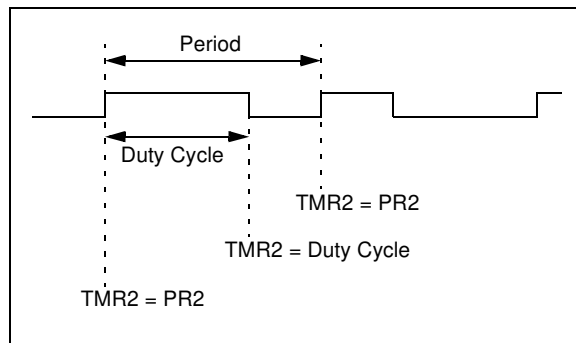 Period
Duty Cycle
TMR2 = PR2
TMR2 = Duty Cycle
TMR2 = PR2